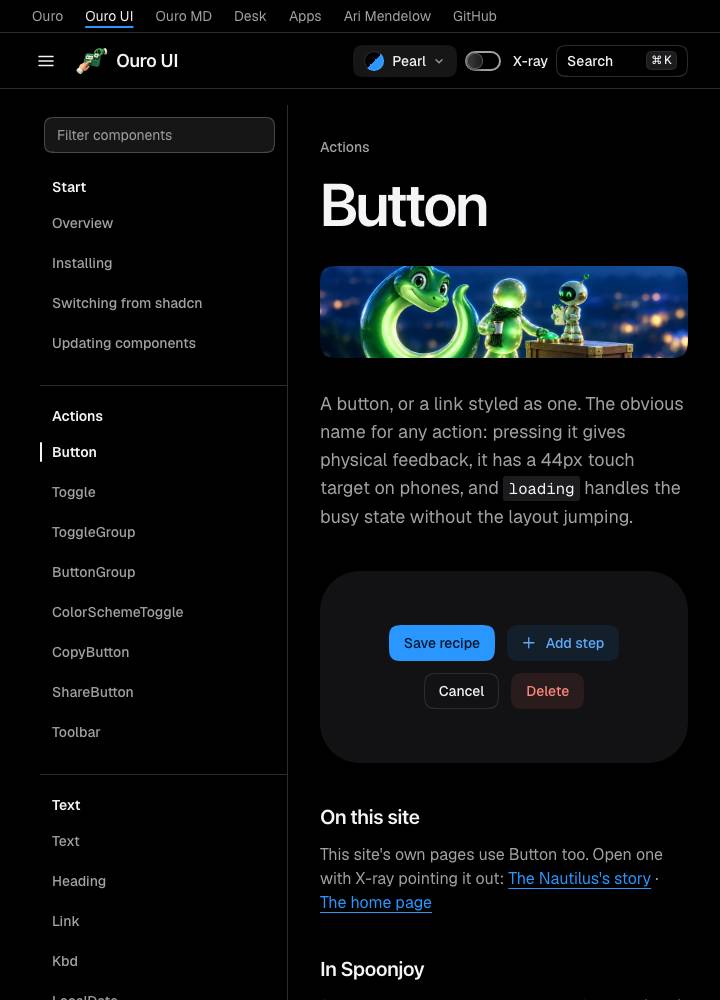 Ouro Ouro UI Ouro MD Desk Apps Ari Mendelow GitHub
Ouro UI Pearl X-ray Search ⌘ K
Filter components
Start
Overview
Installing
Switching from shadcn
Updating components
Actions
Button
Toggle
ToggleGroup
ButtonGroup
ColorSchemeToggle
CopyButton
ShareButton
Toolbar
Text
Text
Heading
Link
Kbd
LocalDate
Actions
Button
A button, or a link styled as one. The obvious
name for any action: pressing it gives
physical feedback, it has a 44px touch
target on phones, and loading handles the
busy state without the layout jumping.
Save recipe + Add step
Cancel Delete
On this site
This site's own pages use Button too. Open one
with X-ray pointing it out: The Nautilus's story ·
The home page
In Spoonjoy